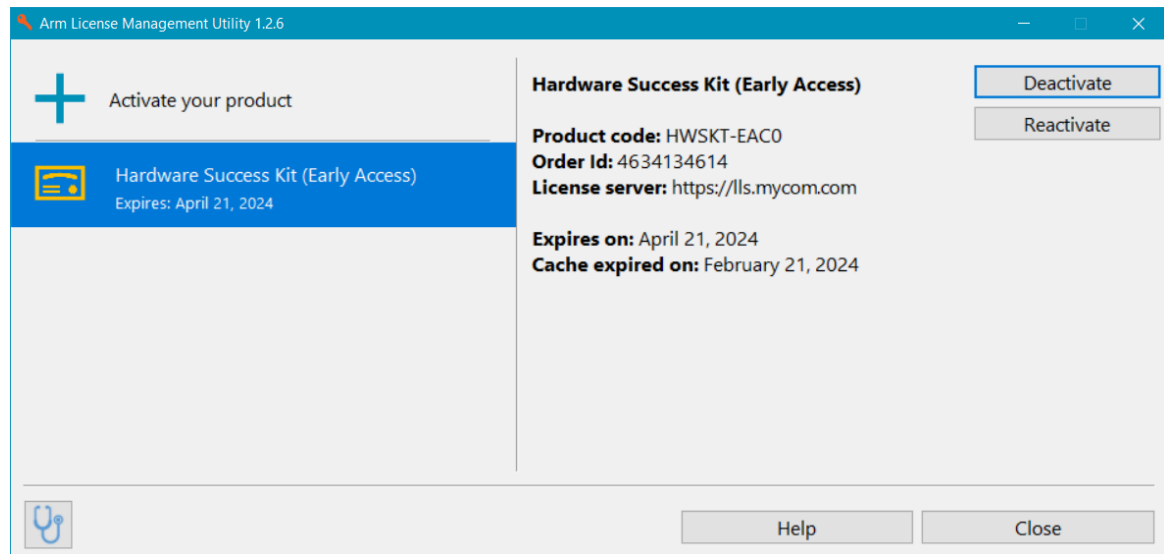 Arm License Management Utility 1.2.6
Activate your product
Hardware Success Kit (Early Access)
Expires: April 21, 2024
Hardware Success Kit (Early Access)
Product code: HWSKT-EAC0
Order Id: 4634134614
License server: https://lls.mycom.com
Expires on: April 21, 2024
Cache expired on: February 21, 2024
Deactivate
Reactivate
Help
Close